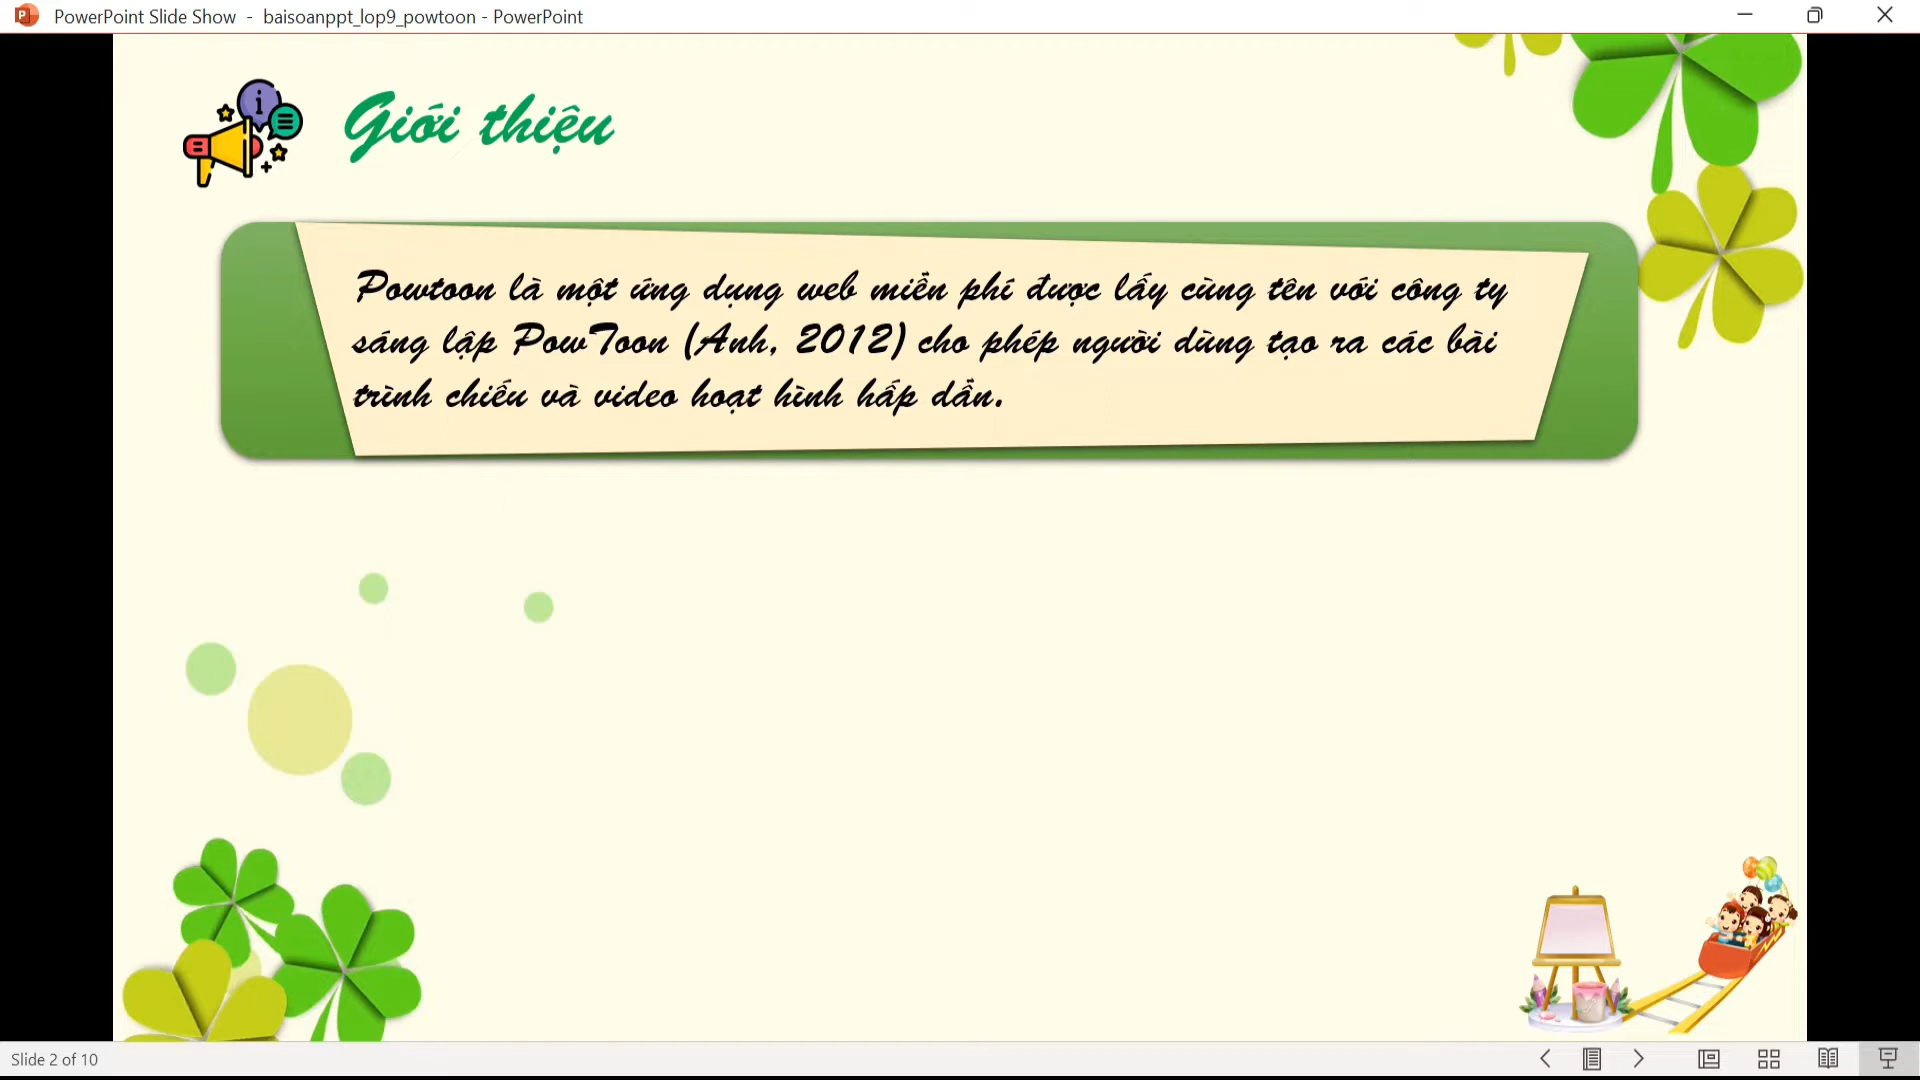 PowerPoint Slide Show - baisoanppt_lop9_powtoon - PowerPoint
Giới thiệu
Powtoon là một ứng dụng web miễn phí được lấy cùng tên với công ty
sáng lập PowToon (Anh, 2012) cho phép người dùng tạo ra các bài
trình chiếu và video hoạt hình hấp dẫn.
Slide 2 of 10